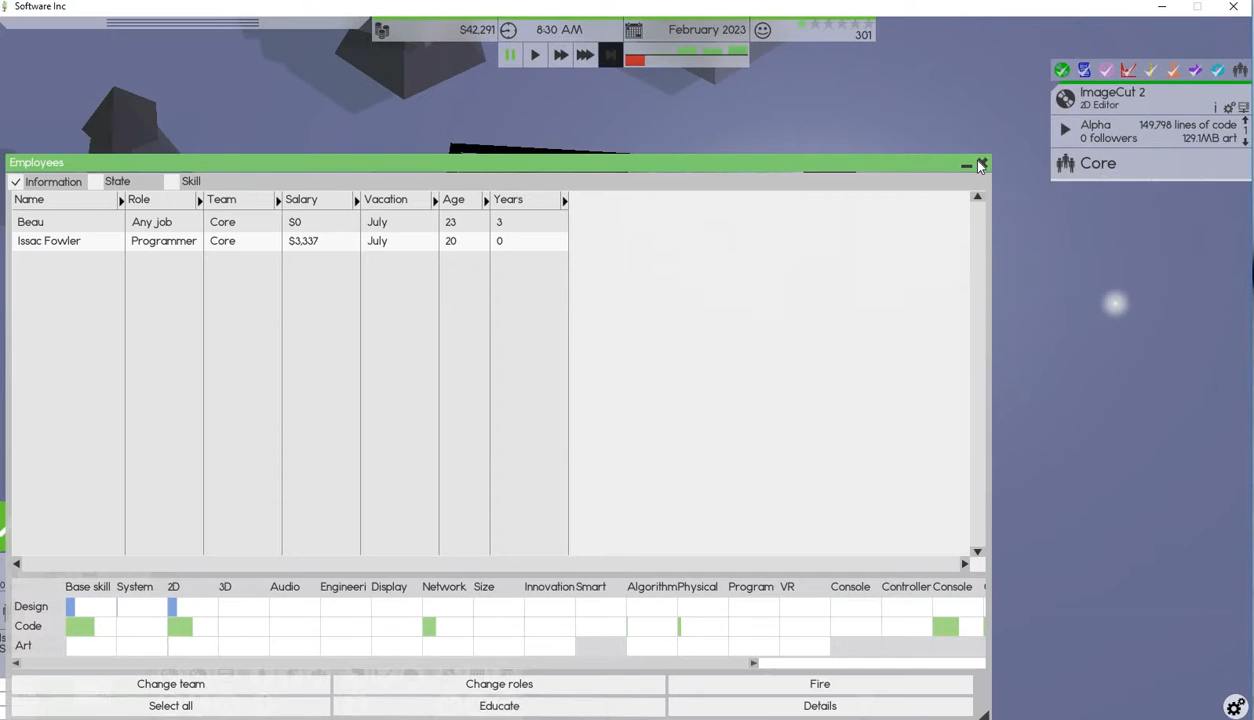 Software Inc
$42,291
8:30 AM
February 2023
301
ImageCut 2
2D Editor
i
Alpha
149,798 lines of code
0 followers
129.1MB art
1
Core
Employees
Information
State
Skill
Name Role Team Salary Vacation Age Years
Beau Any job Core $0 July 23 3
Issac Fowler Programmer Core $3,337 July 20 0
Base skill System 2D 3D Audio Engineeri Display Network Size Innovation Smart Algorithm Physical Program VR Console Controller Console
Design
Code
Art
Change team
Change roles
Fire
Select all
Educate
Details